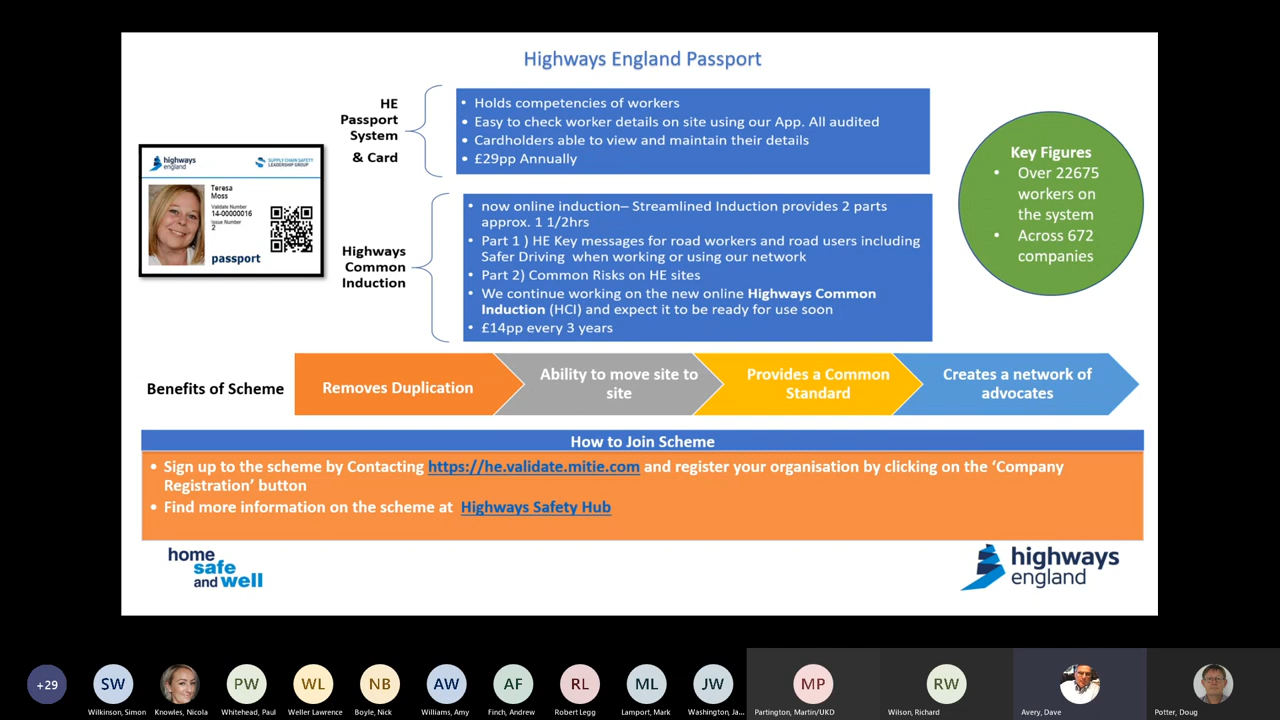 Highways England Passport
HE
Passport
System
& Card
• Holds competencies of workers
• Easy to check worker details on site using our App. All audited
• Cardholders able to view and maintain their details
• £29pp Annually
highways
england
SUPPLY CHAIN SAFETY
LEADERSHIP GROUP
Teresa
Moss
Validate Number
14-00000016
Issue Number
2
passport
Highways
Common
Induction
• now online induction– Streamlined Induction provides 2 parts
approx. 1 1/2hrs
• Part 1 ) HE Key messages for road workers and road users including
Safer Driving when working or using our network
• Part 2) Common Risks on HE sites
• We continue working on the new online Highways Common
Induction (HCI) and expect it to be ready for use soon
• £14pp every 3 years
Key Figures
• Over 22675
workers on
the system
• Across 672
companies
Benefits of Scheme
Removes Duplication
Ability to move site to
site
Provides a Common
Standard
Creates a network of
advocates
How to Join Scheme
• Sign up to the scheme by Contacting https://he.validate.mitie.com and register your organisation by clicking on the ‘Company
Registration’ button
• Find more information on the scheme at Highways Safety Hub
home
safe
and well
highways
england
+29
SW
PW
WL
NB
AW
AF
RL
ML
JW
MP
RW
Wilkinson, Simon
Knowles, Nicola
Whitehead, Paul
Weller Lawrence
Boyle, Nick
Williams, Amy
Finch, Andrew
Robert Legg
Lamport, Mark
Washington, Ja...
Partington, Martin/UKD
Wilson, Richard
Avery, Dave
Potter, Doug